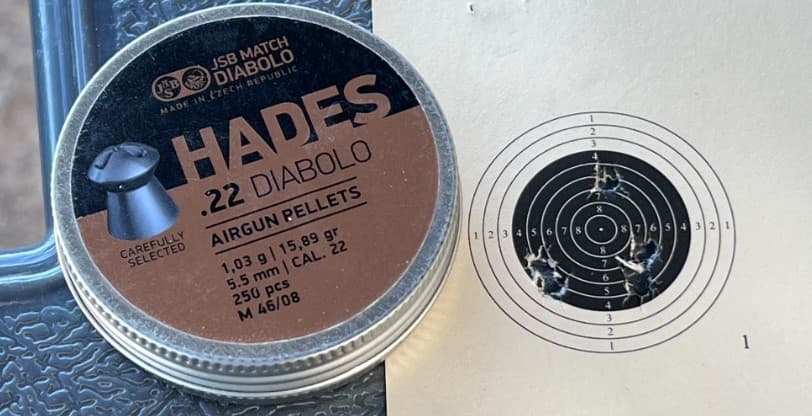 JSB
JSB MATCH
DIABOLO
MADE IN CZECH REPUBLIC
HADES
.22 DIABOLO
AIRGUN PELLETS
CAREFULLY
SELECTED
1,03 g | 15,89 gr
5.5 mm | CAL. 22
250 pcs
M 46/08
1
2
3
4
7
8
1 2 3 4 5 6 7 8 8 7 6 5 4 3 2 1
8
7
6
5
4
3
2
1
1